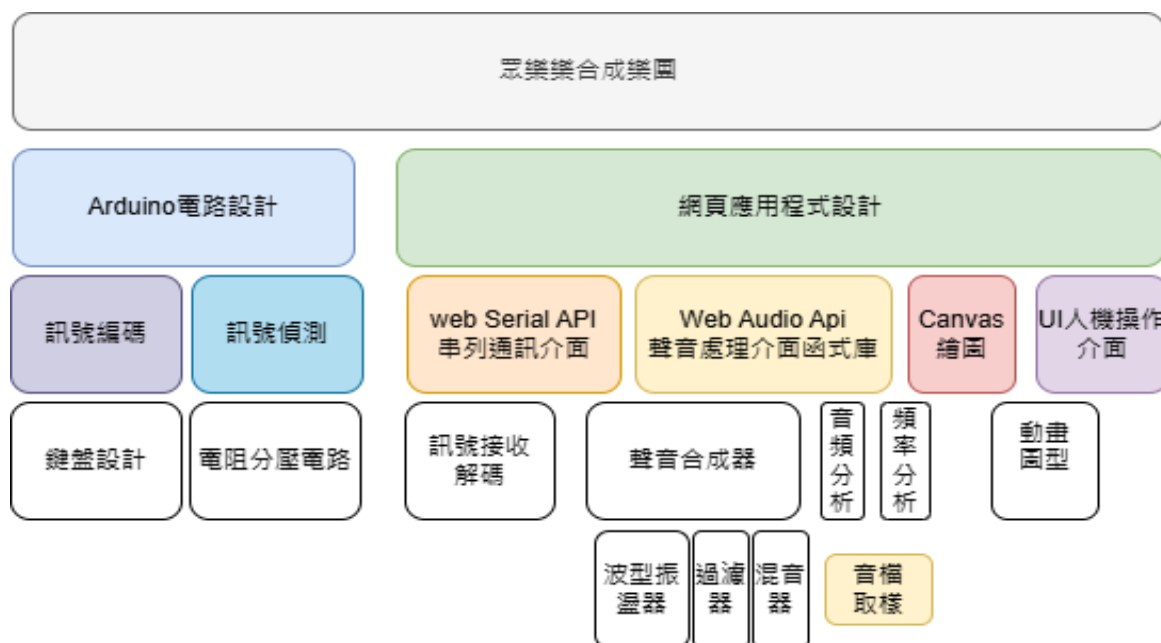 眾樂樂合成樂團
Arduino電路設計
網頁應用程式設計
訊號編碼
訊號偵測
web Serial API
串列通訊介面
Web Audio Api
聲音處理介面函式庫
Canvas
繪圖
UI人機操作
介面
鍵盤設計
電阻分壓電路
訊號接收
解碼
聲音合成器
音
頻
分
析
頻
率
分
析
動畫
圖型
波型振
盪器
過濾
器
混音
器
音檔
取樣